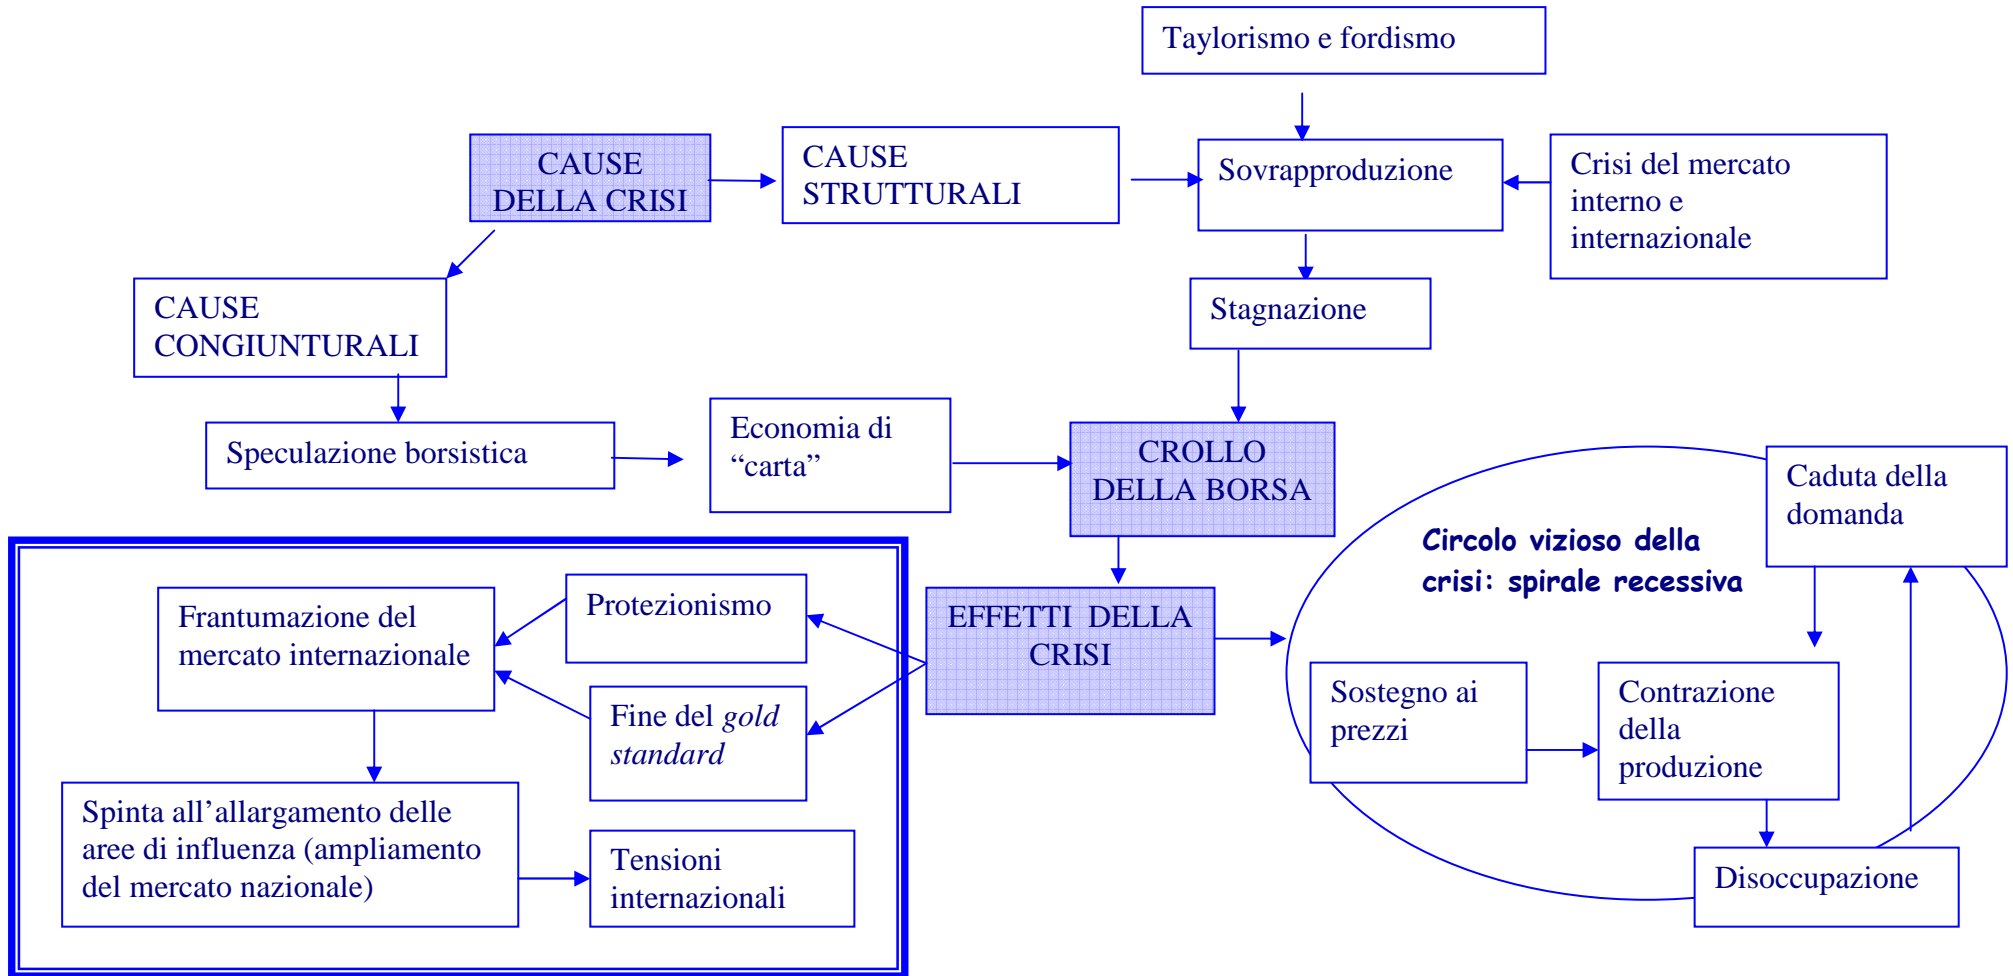 Taylorismo e fordismo
CAUSE
DELLA CRISI
CAUSE
STRUTTURALI
Sovrapproduzione
Crisi del mercato
interno e
internazionale
CAUSE
CONGIUNTURALI
Stagnazione
Speculazione borsistica
Economia di
“carta”
CROLLO
DELLA BORSA
Caduta della
domanda
Circolo vizioso della
crisi: spirale recessiva
Frantumazione del
mercato internazionale
Protezionismo
EFFETTI DELLA
CRISI
Fine del gold
standard
Sostegno ai
prezzi
Contrazione
della
produzione
Spinta all’allargamento delle
aree di influenza (ampliamento
del mercato nazionale)
Tensioni
internazionali
Disoccupazione